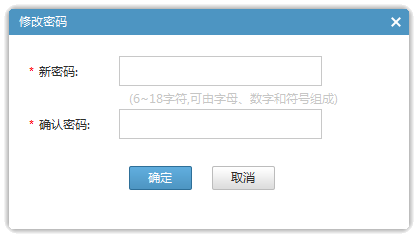 修改密码
* 新密码:
(6~18字符,可由字母、数字和符号组成)
* 确认密码:
确定 取消